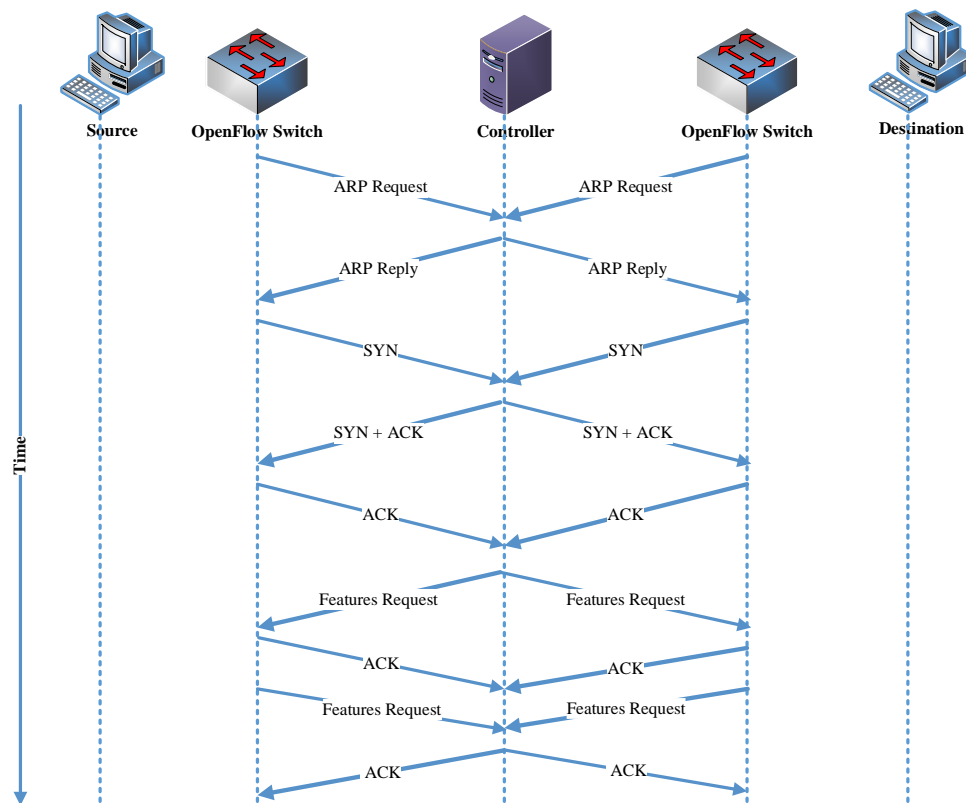 Source
OpenFlow Switch
Controller
OpenFlow Switch
Destination
ARP Request
ARP Request
ARP Reply
ARP Reply
SYN
SYN
SYN + ACK
SYN + ACK
Time
ACK
ACK
Features Request
Features Request
ACK
ACK
Features Request
Features Request
ACK
ACK